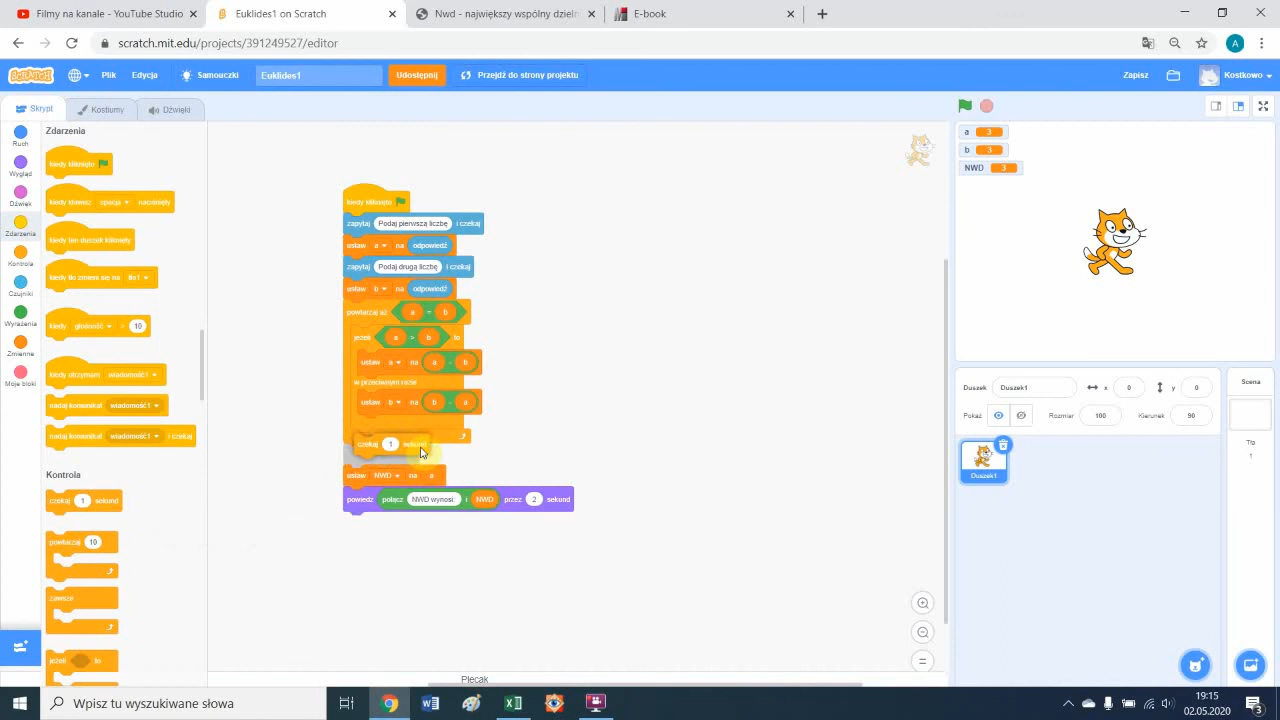 Filmy na kanale - YouTube Studio
Euklides1 on Scratch
Nwd - największy wspólny dzieln
E-book
scratch.mit.edu/projects/391249527/editor
A
SCRATCH
Plik
Edycja
Samouczki
Euklides1
Udostępnij
Przejdź do strony projektu
Zapisz
Kostkowo
Skrypt
Kostiumy
Dźwięki
Ruch
Wygląd
Dźwięk
Zdarzenia
Kontrola
Czujniki
Wyrażenia
Zmienne
Moje bloki
Zdarzenia
kiedy kliknięto
kiedy klawisz spacja naciśnięty
kiedy ten duszek kliknięty
kiedy tło zmieni się na tło1
kiedy głośność > 10
kiedy otrzymam wiadomość1
nadaj komunikat wiadomość1
nadaj komunikat wiadomość1 i czekaj
Kontrola
czekaj 1 sekund
powtarzaj 10
zawsze
jeżeli to
kiedy kliknięto
zapytaj Podaj pierwszą liczbę i czekaj
ustaw a na odpowiedź
zapytaj Podaj drugą liczbę i czekaj
ustaw b na odpowiedź
powtarzaj aż a = b
jeżeli a > b to
ustaw a na a - b
w przeciwnym razie
ustaw b na b - a
czekaj 1 sekund
ustaw NWD na a
powiedz połącz NWD wynosi: i NWD przez 2 sekund
Plecak
a 3
b 3
NWD 3
Duszek
Duszek1
x
0
y
0
Pokaż
Rozmiar
100
Kierunek
90
Duszek1
Scena
Tła
1
Wpisz tu wyszukiwane słowa
19:15
02.05.2020
3